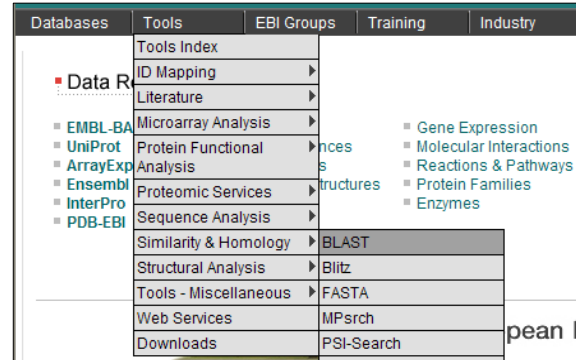 Databases Tools EBI Groups Training Industry
Tools Index
ID Mapping
Literature
Microarray Analysis
Protein Functional
Analysis
Proteomic Services
Sequence Analysis
Similarity & Homology
Structural Analysis
Tools - Miscellaneous
Web Services
Downloads
BLAST
Blitz
FASTA
MPsrch
PSI-Search
Data Re
EMBL-BA
UniProt
ArrayExp
Ensembl
InterPro
PDB-EBI
nces
s
tructures
Gene Expression
Molecular Interactions
Reactions & Pathways
Protein Families
Enzymes
pean